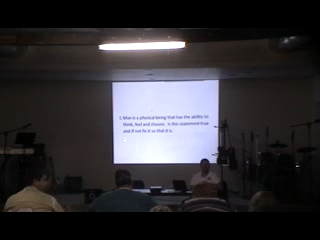 1. Man is a physical being that has the ability to
think, feel and choose. Is this statement true
and if not fix it so that it is.